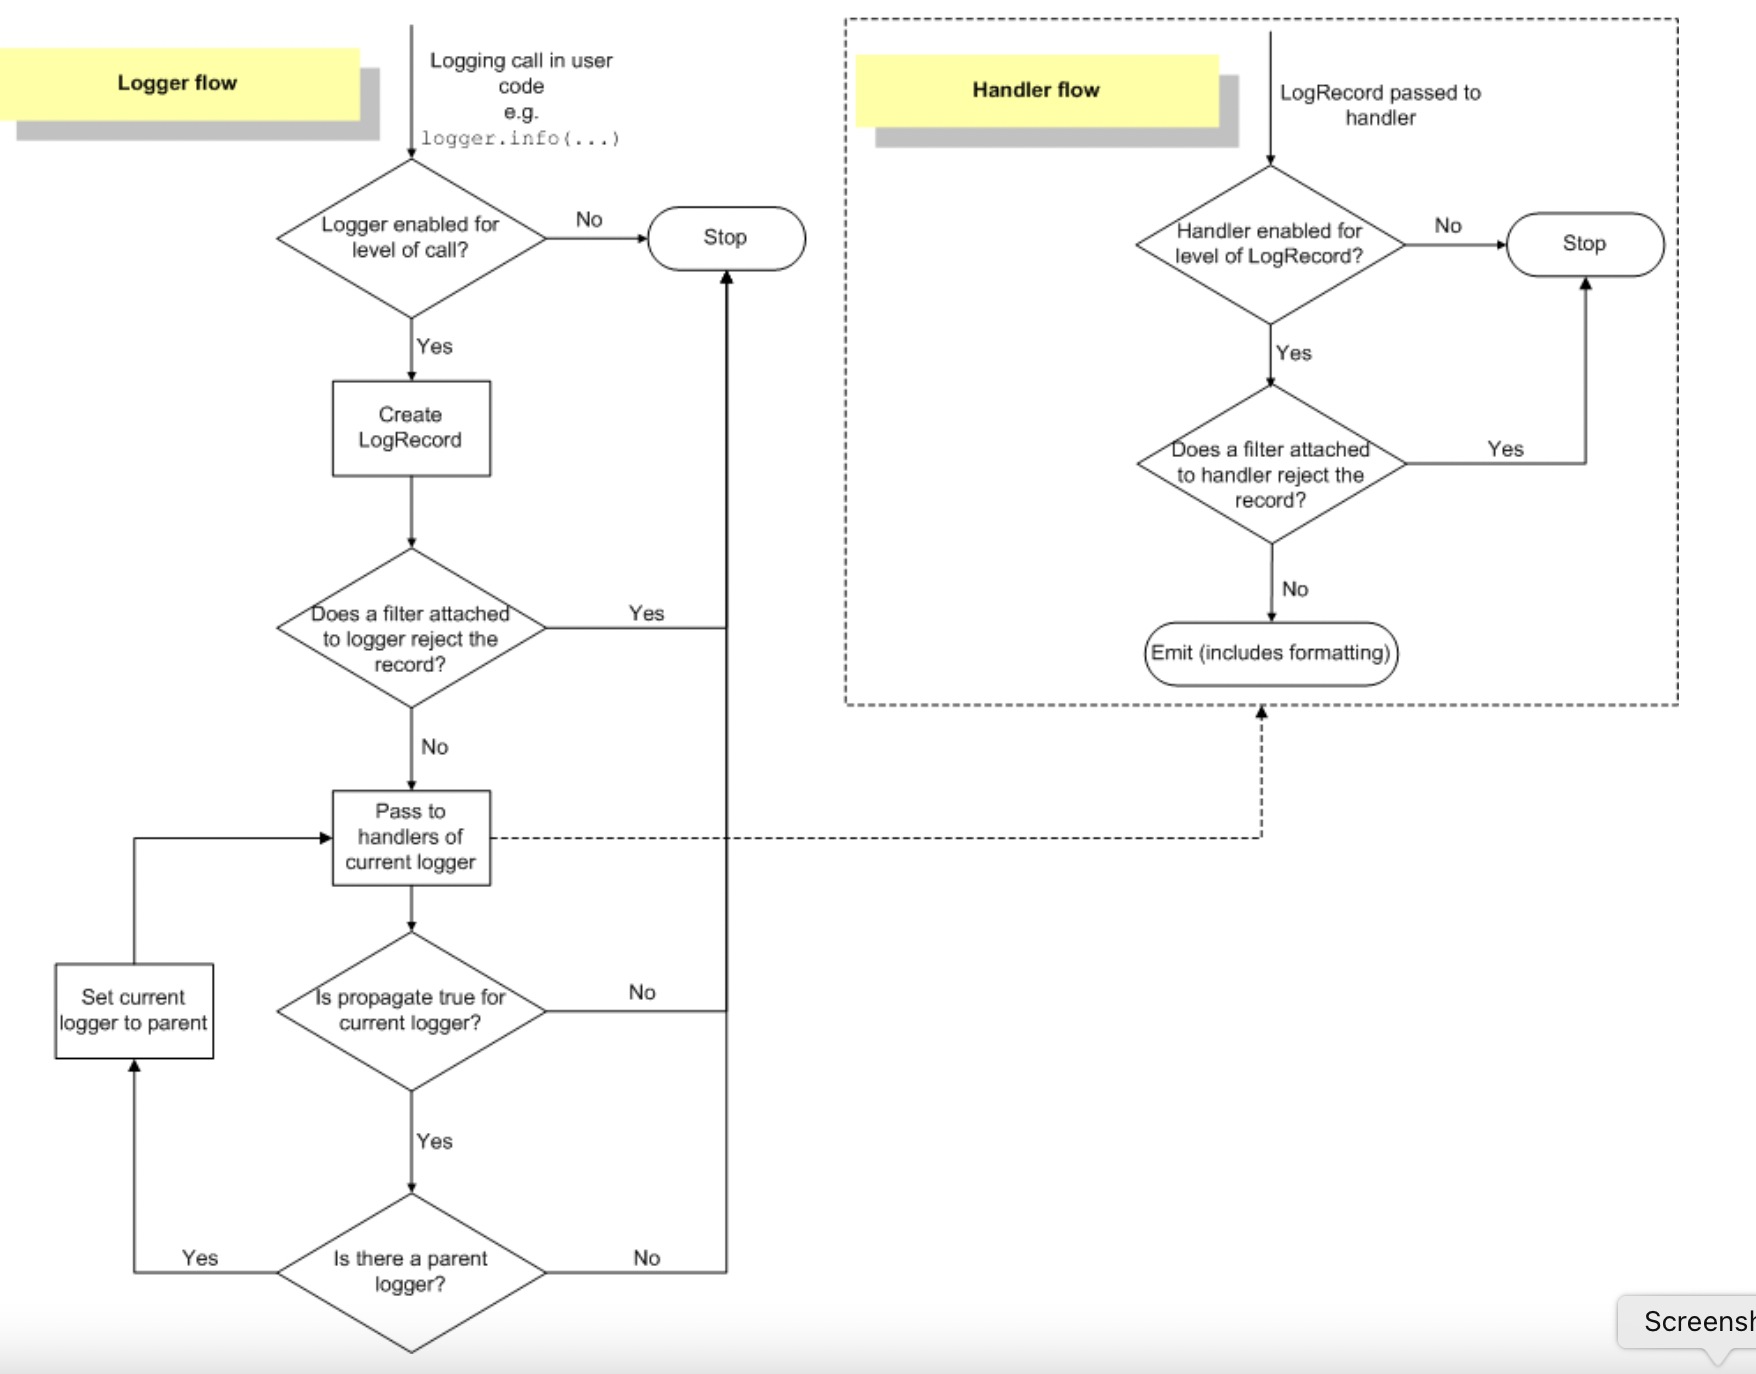 Logger flow
Logging call in user
code
e.g.
logger.info(...)
Logger enabled for
level of call?
No
Stop
Yes
Create
LogRecord
Does a filter attached
to logger reject the
record?
Yes
No
Pass to
handlers of
current logger
Set current
logger to parent
Is propagate true for
current logger?
No
Yes
Is there a parent
logger?
Yes
No
Handler flow
LogRecord passed to
handler
Handler enabled for
level of LogRecord?
No
Stop
Yes
Does a filter attached
to handler reject the
record?
Yes
No
Emit (includes formatting)